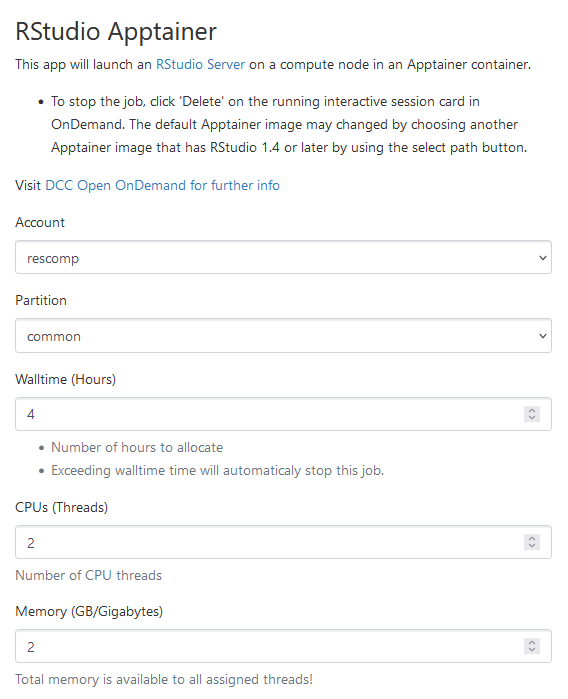 RStudio Apptainer
This app will launch an RStudio Server on a compute node in an Apptainer container.
• To stop the job, click 'Delete' on the running interactive session card in
OnDemand. The default Apptainer image may changed by choosing another
Apptainer image that has RStudio 1.4 or later by using the select path button.
Visit DCC Open OnDemand for further info
Account
rescomp
Partition
common
Walltime (Hours)
4
• Number of hours to allocate
• Exceeding walltime time will automaticaly stop this job.
CPUs (Threads)
2
Number of CPU threads
Memory (GB/Gigabytes)
2
Total memory is available to all assigned threads!